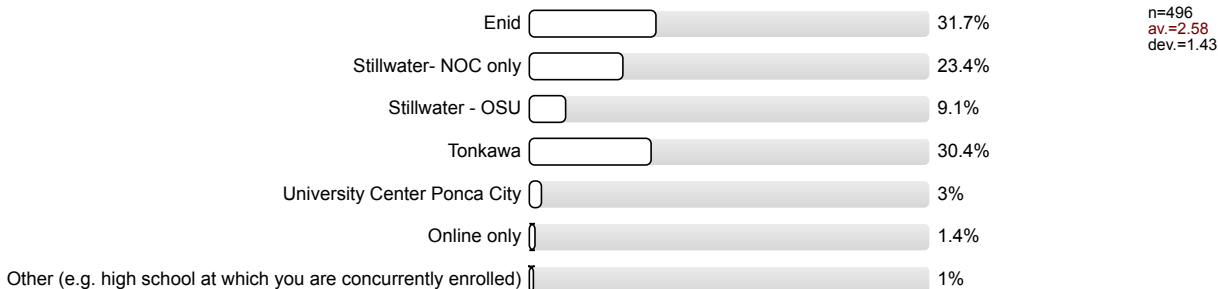 Enid 31.7%
Stillwater- NOC only 23.4%
Stillwater - OSU 9.1%
Tonkawa 30.4%
University Center Ponca City 3%
Online only 1.4%
Other (e.g. high school at which you are concurrently enrolled) 1%
n=496
av.=2.58
dev.=1.43